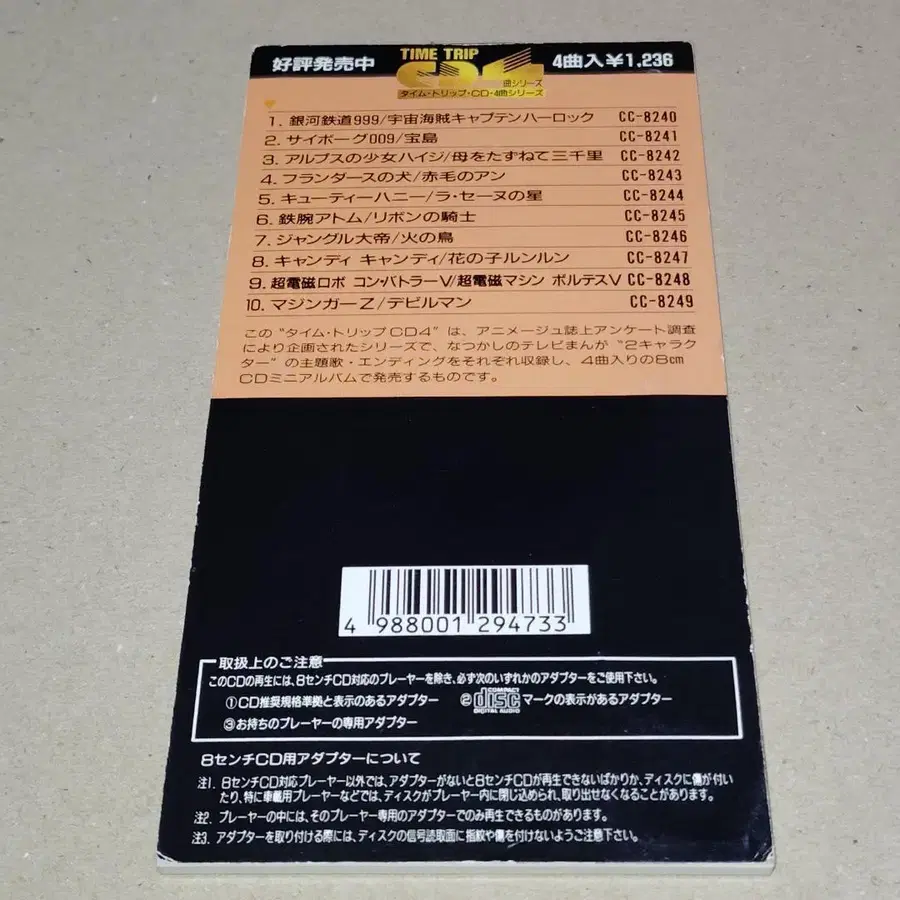 好評発売中
TIME TRIP
CD4
曲シリーズ
タイム・トリップ・CD・4曲シリーズ
4曲入¥1,236
1. 銀河鉄道999/宇宙海賊キャプテンハーロック CC-8240
2. サイボーグ009/宝島 CC-8241
3. アルプスの少女ハイジ/母をたずねて三千里 CC-8242
4. フランダースの犬/赤毛のアン CC-8243
5. キューティーハニー/ラ・セーヌの星 CC-8244
6. 鉄腕アトム/リボンの騎士 CC-8245
7. ジャングル大帝/火の鳥 CC-8246
8. キャンディ キャンディ/花の子ルンルン CC-8247
9. 超電磁ロボ コン・バトラーV/超電磁マシン ボルテスV CC-8248
10. マジンガーZ/デビルマン CC-8249
この“タイム・トリップCD4”は、アニメージュ誌上アンケート調査
により企画されたシリーズで、なつかしのテレビまんが“2キャラク
ター”の主題歌・エンディングをそれぞれ収録し、4曲入りの8cm
CDミニアルバムで発売するものです。
4 988001 294733
取扱上のご注意
このCDの再生には、8センチCD対応のプレーヤーを除き、必ず次のいずれかのアダプターをご使用下さい。
①CD推奨規格準拠と表示のあるアダプター ②COMPACT disc DIGITAL AUDIO マークの表示があるアダプター
③お持ちのプレーヤーの専用アダプター
8センチCD用アダプターについて
注1. 8センチCD対応プレーヤー以外では、アダプターがないと8センチCDが再生できないばかりか、ディスクに傷が付い
たり、特に車載用プレーヤーなどでは、ディスクがプレーヤー内に閉じ込められ、取り出せなくなることがあります。
注2. プレーヤーの中には、そのプレーヤー専用のアダプターでのみ再生できるものがあります。
注3. アダプターを取り付ける際には、ディスクの信号読取面に指紋や傷を付けないようご注意下さい。